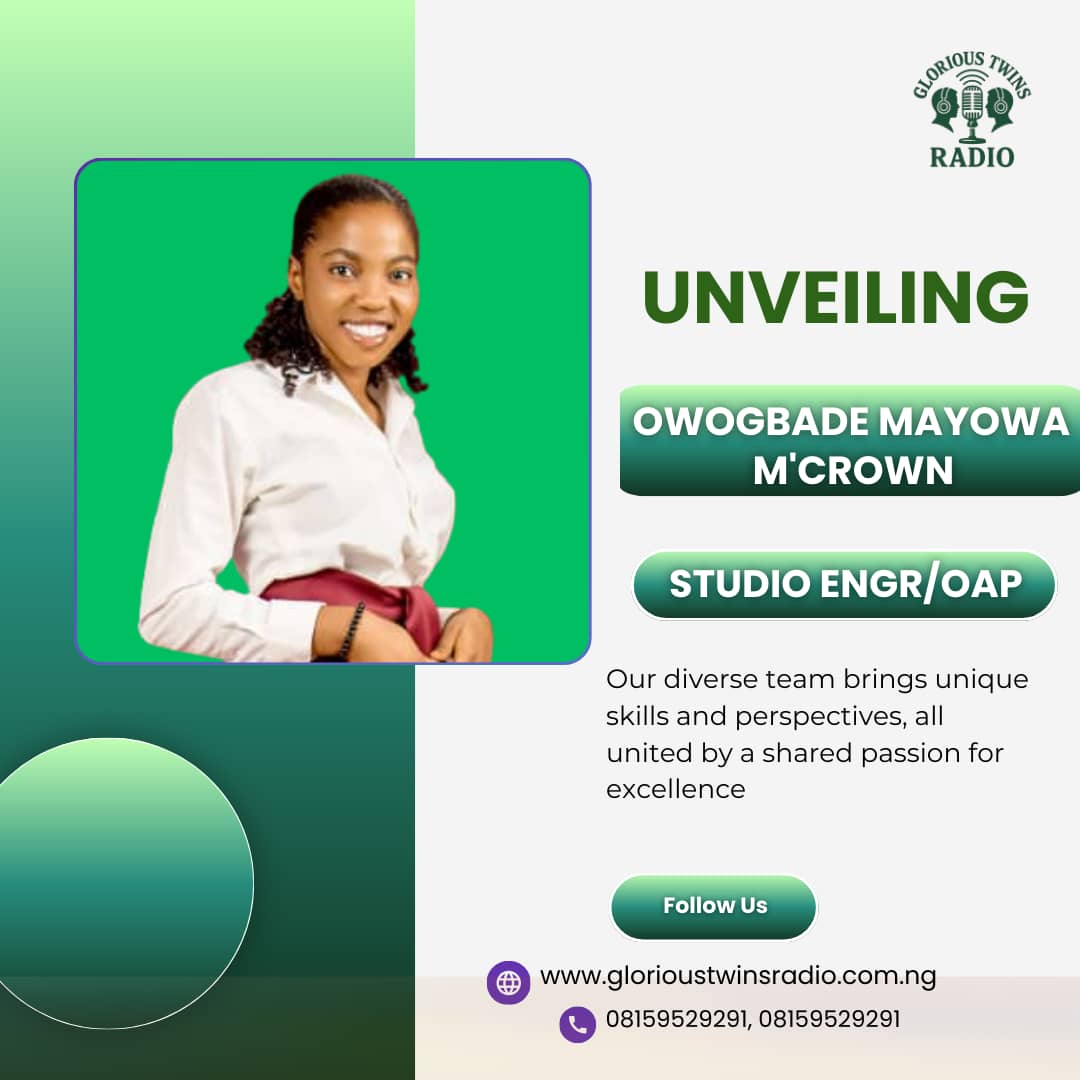 GLORIOUS TWINS
RADIO
UNVEILING
OWOGBADE MAYOWA
M'CROWN
STUDIO ENGR/OAP
Our diverse team brings unique
skills and perspectives, all
united by a shared passion for
excellence
Follow Us
www.glorioustwinsradio.com.ng
08159529291, 08159529291